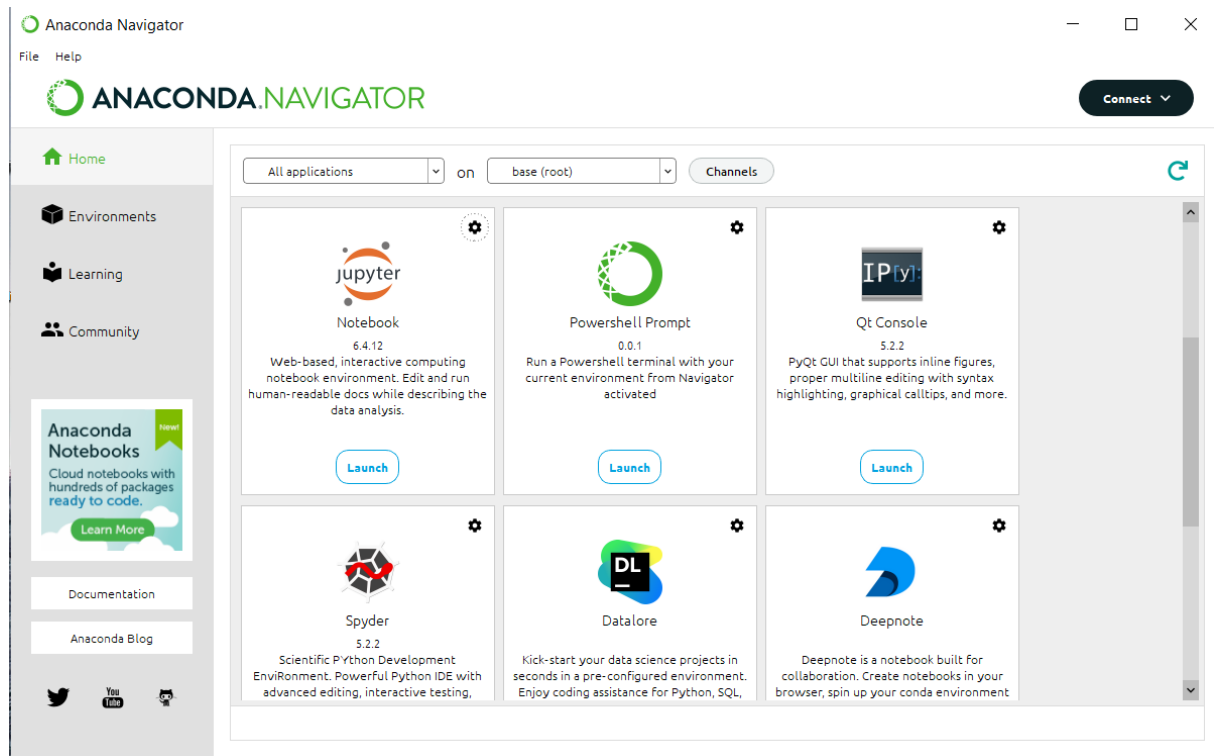 Anaconda Navigator
File Help
ANACONDA.NAVIGATOR
Connect
Home
Environments
Learning
Community
Anaconda
Notebooks
New!
Cloud notebooks with
hundreds of packages
ready to code.
Learn More
Documentation
Anaconda Blog
You
Tube
All applications on base (root) Channels
jupyter
Notebook
6.4.12
Web-based, interactive computing
notebook environment. Edit and run
human-readable docs while describing the
data analysis.
Launch
Powershell Prompt
0.0.1
Run a Powershell terminal with your
current environment from Navigator
activated
Launch
IP[y]:
Qt Console
5.2.2
PyQt GUI that supports inline figures,
proper multiline editing with syntax
highlighting, graphical calltips, and more.
Launch
Spyder
5.2.2
Scientific PYthon Development
EnviRonment. Powerful Python IDE with
advanced editing, interactive testing,
DL
Datalore
Kick-start your data science projects in
seconds in a pre-configured environment.
Enjoy coding assistance for Python, SQL,
Deepnote
Deepnote is a notebook built for
collaboration. Create notebooks in your
browser, spin up your conda environment